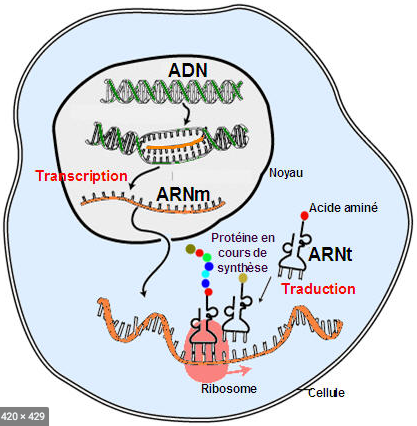 ADN
Transcription
Noyau
ARNm
Acide aminé
Protéine en
cours de
synthèse
ARNt
Traduction
Ribosome
Cellule
420 × 429